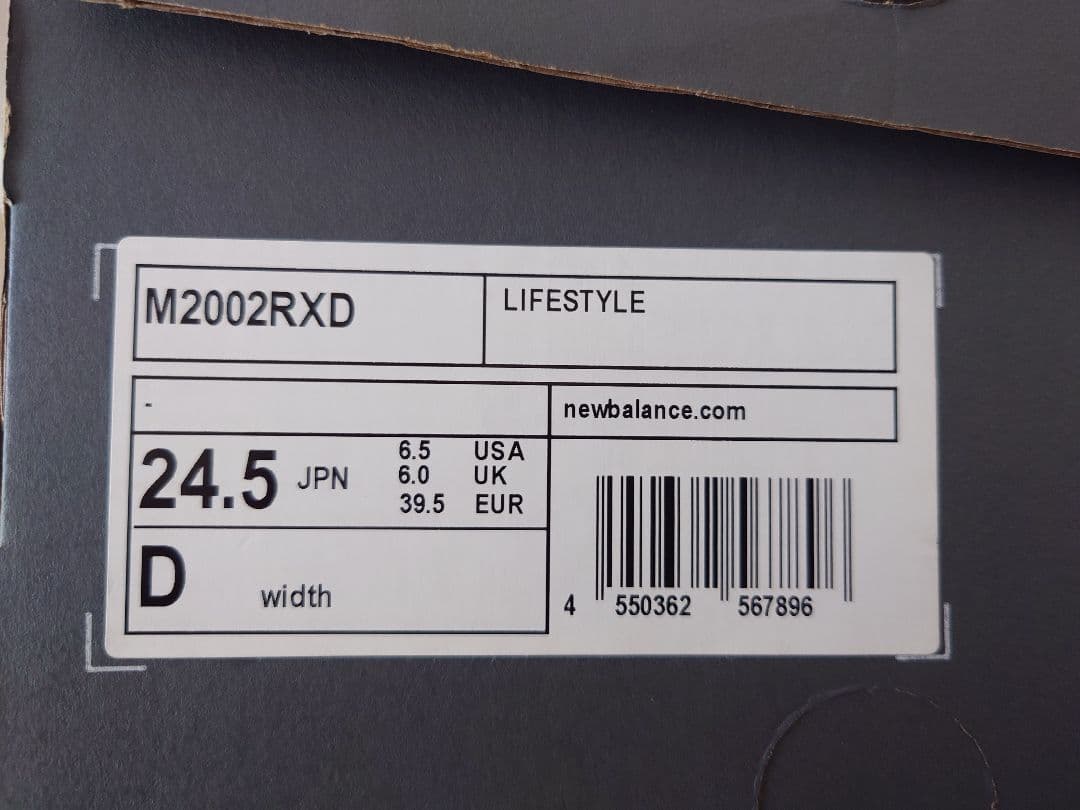 M2002RXD
LIFESTYLE
-
newbalance.com
24.5 JPN
6.5 USA
6.0 UK
39.5 EUR
D width
4 550362 567896